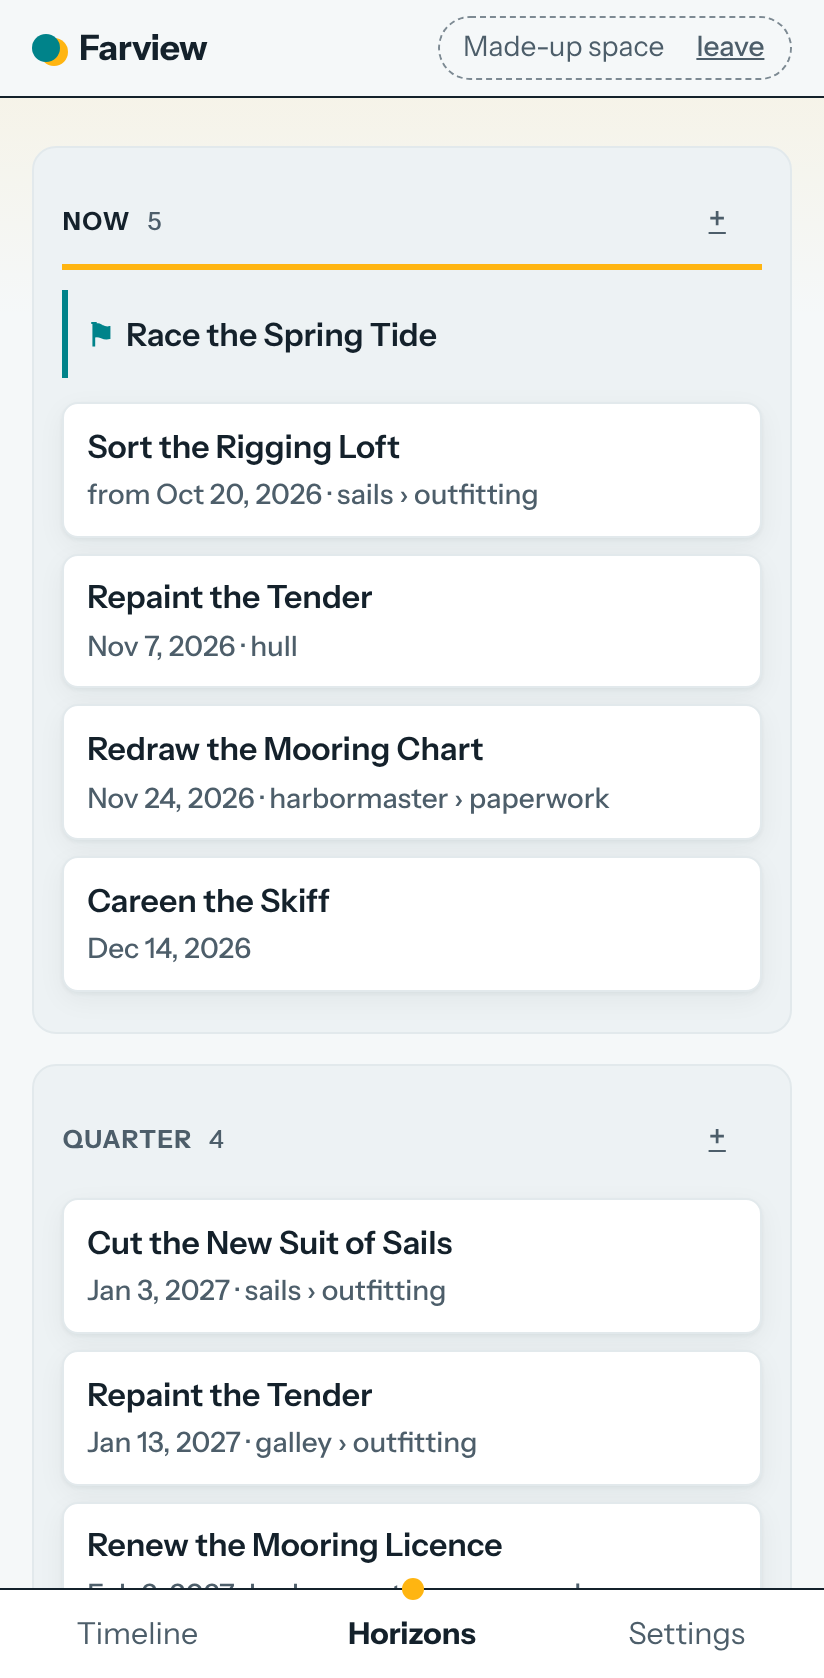 Farview
Made-up space leave
NOW 5 +
Race the Spring Tide
Sort the Rigging Loft
from Oct 20, 2026 · sails › outfitting
Repaint the Tender
Nov 7, 2026 · hull
Redraw the Mooring Chart
Nov 24, 2026 · harbormaster › paperwork
Careen the Skiff
Dec 14, 2026
QUARTER 4 +
Cut the New Suit of Sails
Jan 3, 2027 · sails › outfitting
Repaint the Tender
Jan 13, 2027 · galley › outfitting
Renew the Mooring Licence
Timeline Horizons Settings